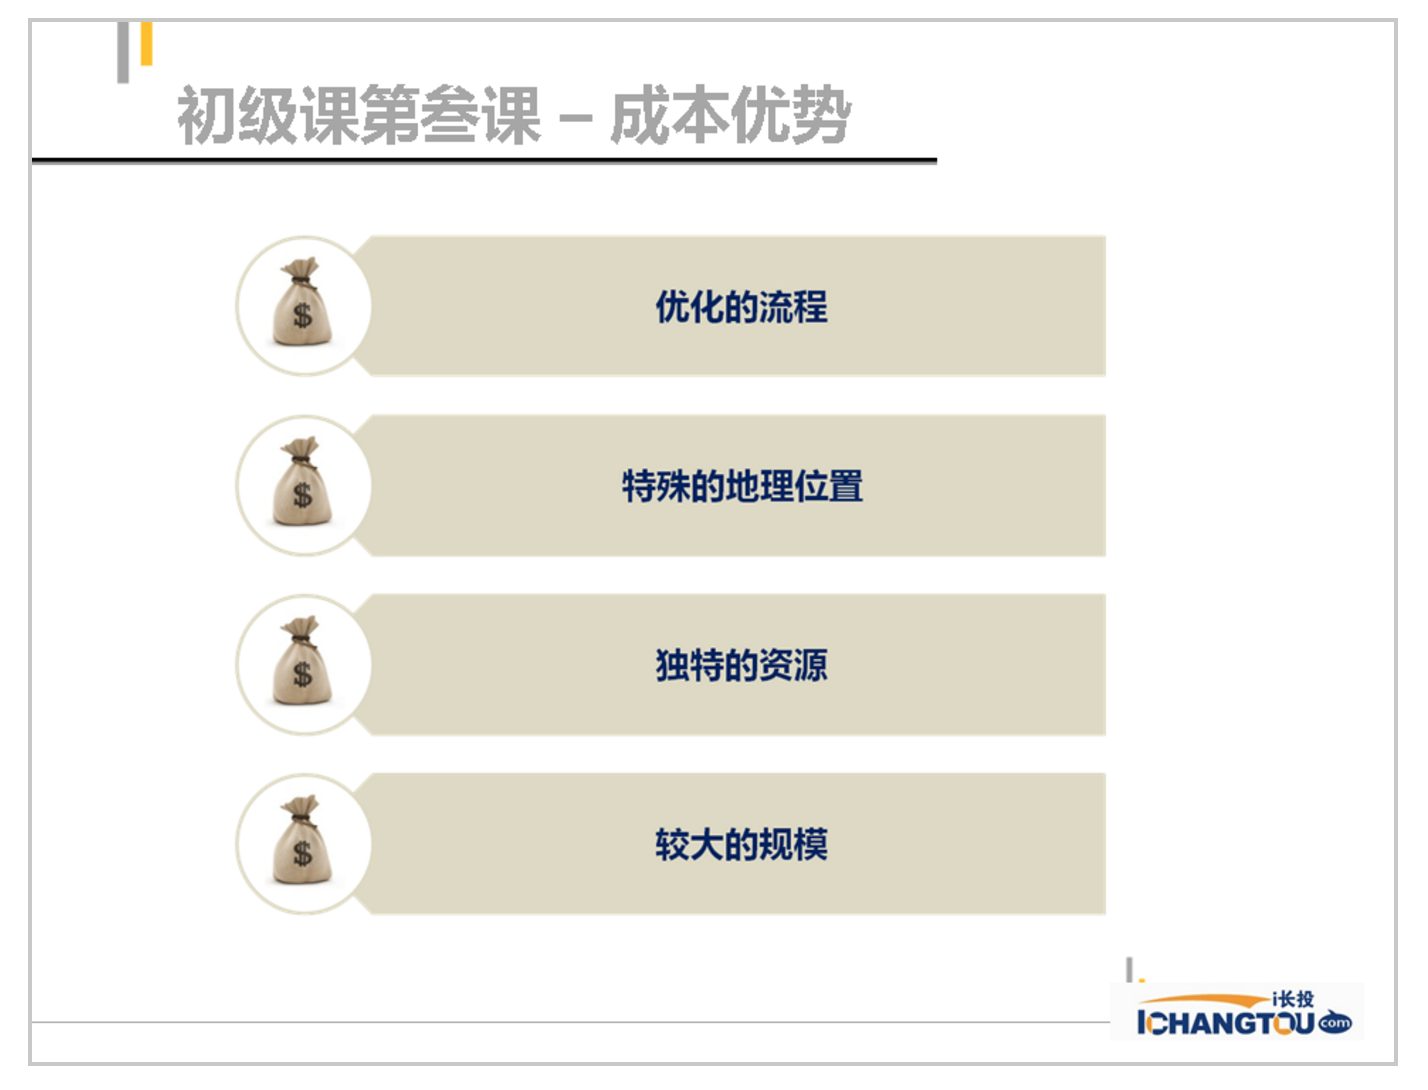 初级课第叁课 – 成本优势
$
优化的流程
$
特殊的地理位置
$
独特的资源
$
较大的规模
i长投
ICHANGTOU com